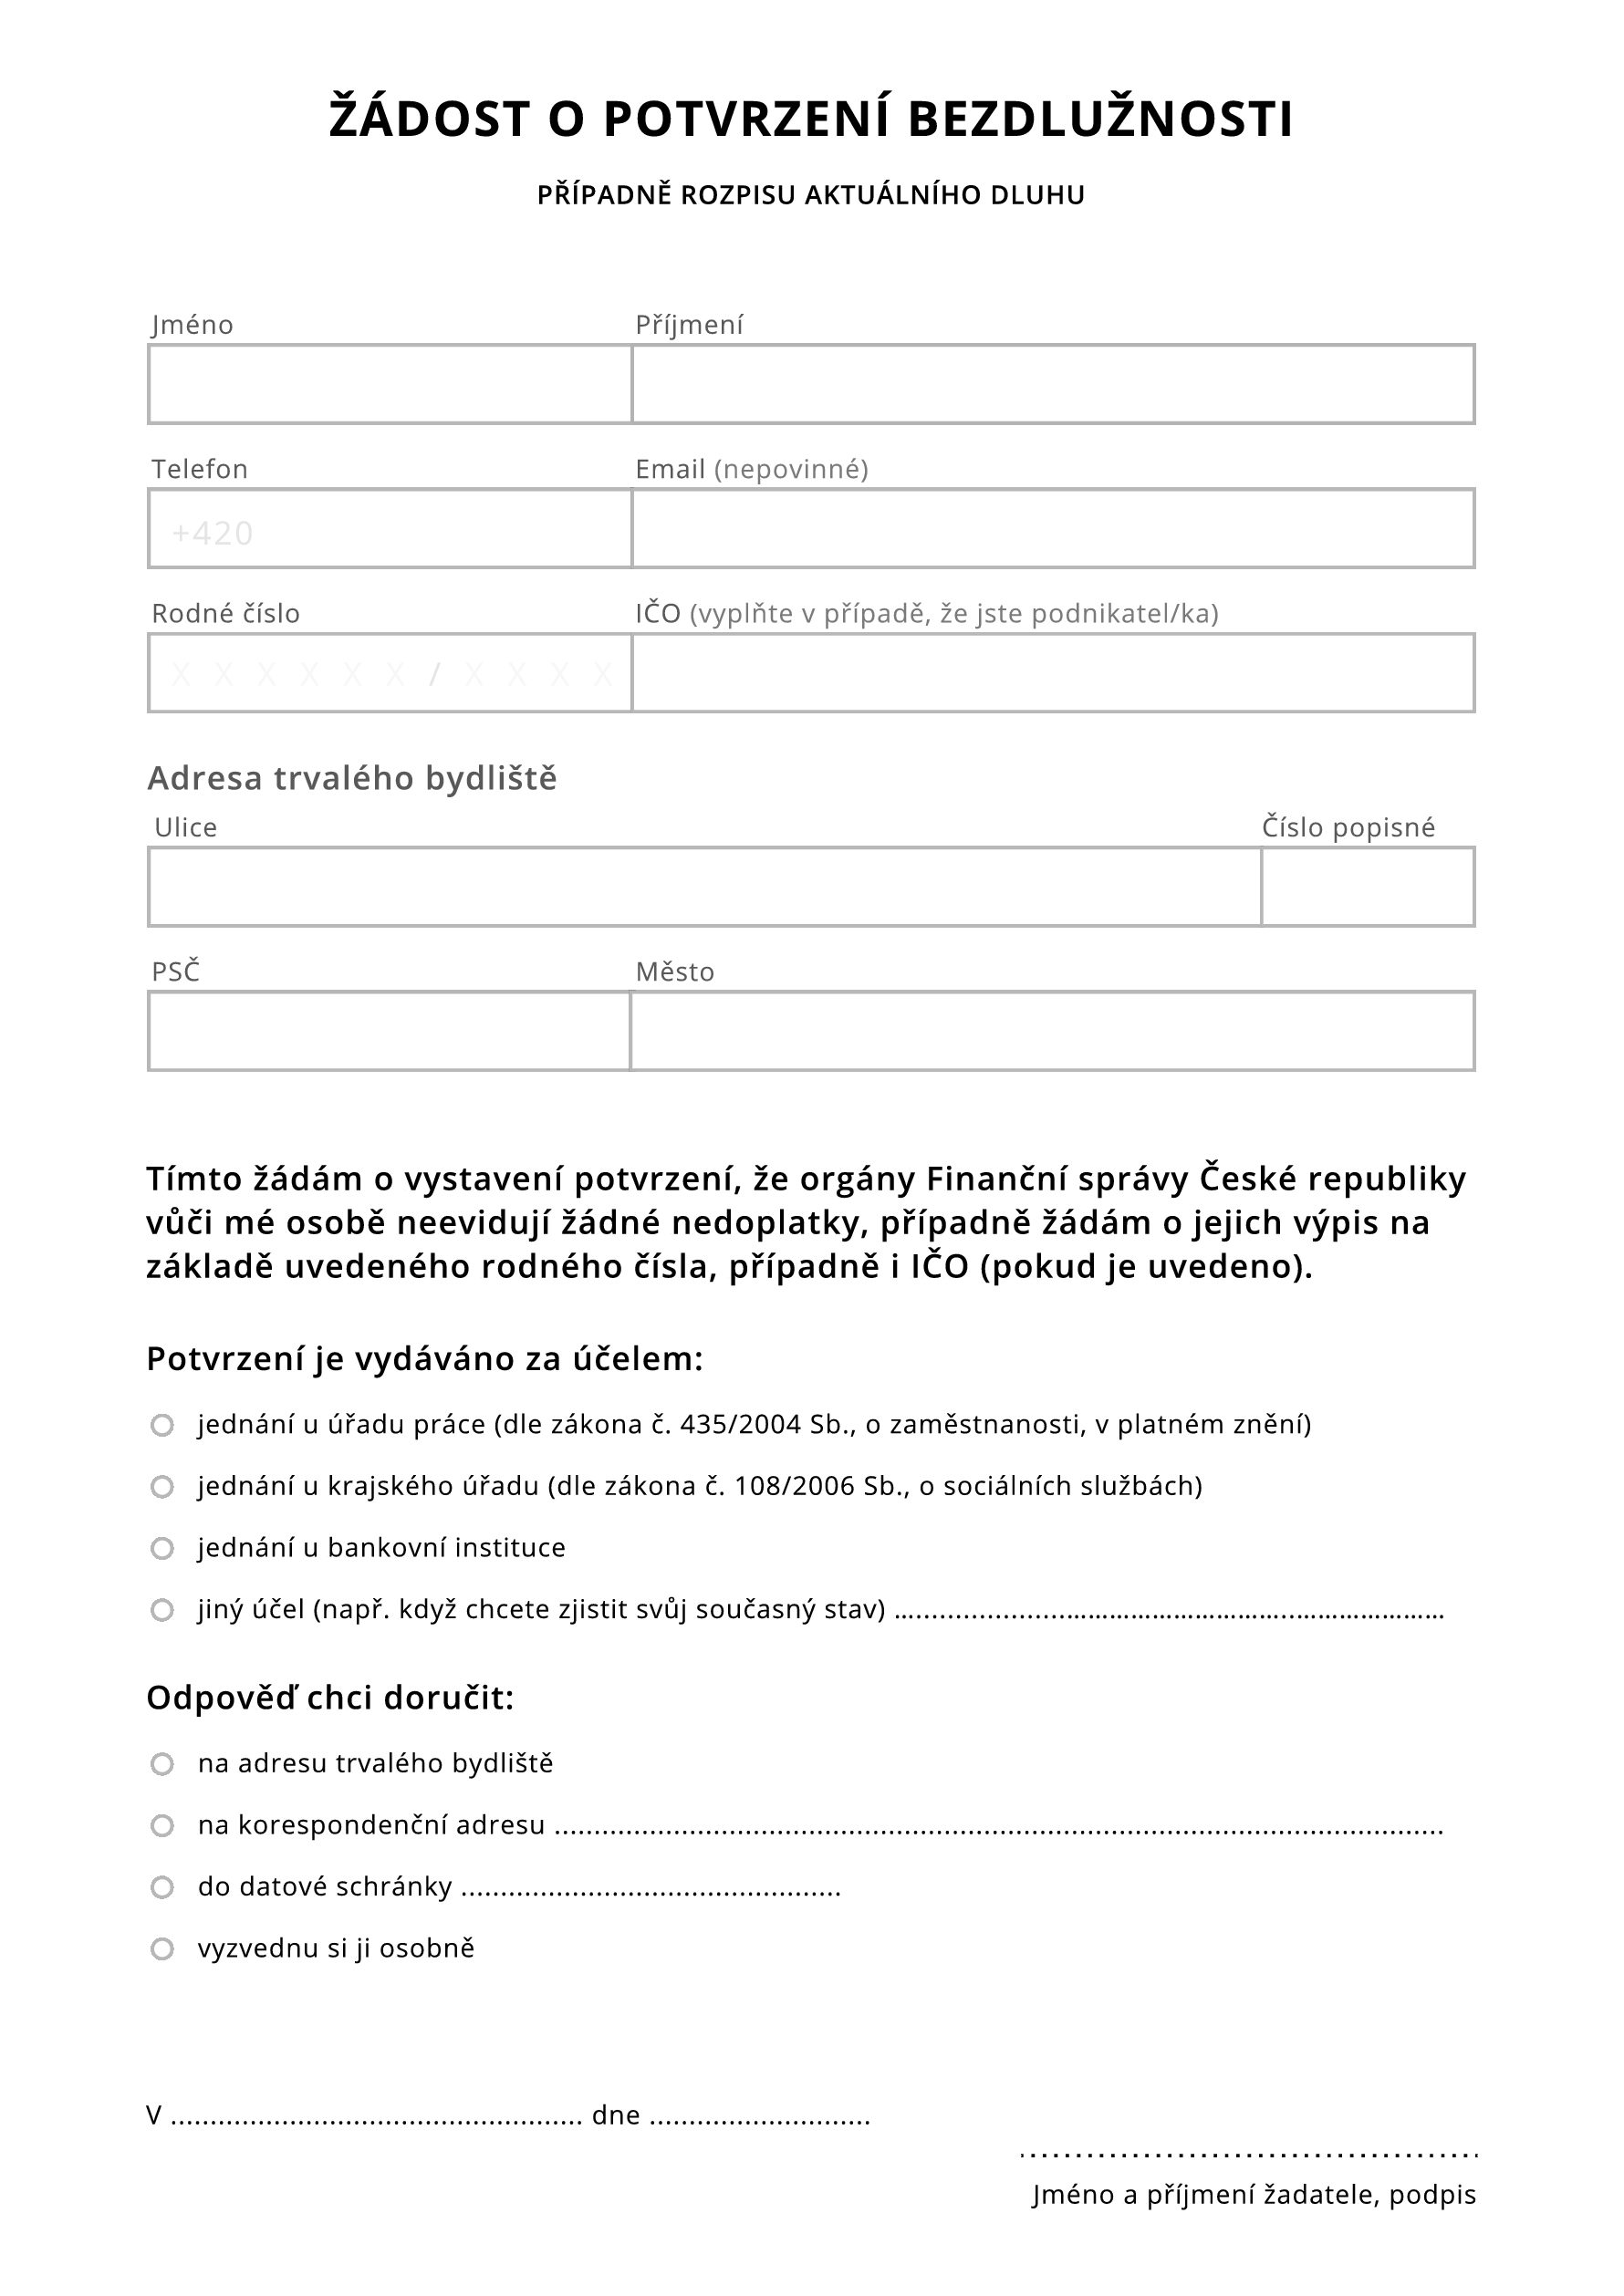 ŽÁDOST O POTVRZENÍ BEZDLUŽNOSTI
PŘÍPADNĚ ROZPISU AKTUÁLNÍHO DLUHU
Jméno Příjmení
Telefon Email (nepovinné)
+420
Rodné číslo IČO (vyplňte v případě, že jste podnikatel/ka)
X X X X X X / X X X X
Adresa trvalého bydliště
Ulice Číslo popisné
PSČ Město
Tímto žádám o vystavení potvrzení, že orgány Finanční správy České republiky
vůči mé osobě neevidují žádné nedoplatky, případně žádám o jejich výpis na
základě uvedeného rodného čísla, případně i IČO (pokud je uvedeno).
Potvrzení je vydáváno za účelem:
jednání u úřadu práce (dle zákona č. 435/2004 Sb., o zaměstnanosti, v platném znění)
jednání u krajského úřadu (dle zákona č. 108/2006 Sb., o sociálních službách)
jednání u bankovní instituce
jiný účel (např. když chcete zjistit svůj současný stav) ......................................................................
Odpověď chci doručit:
na adresu trvalého bydliště
na korespondenční adresu ................................................................................................................
do datové schránky ................................................
vyzvednu si ji osobně
V .................................................... dne ............................
..........................................
Jméno a příjmení žadatele, podpis